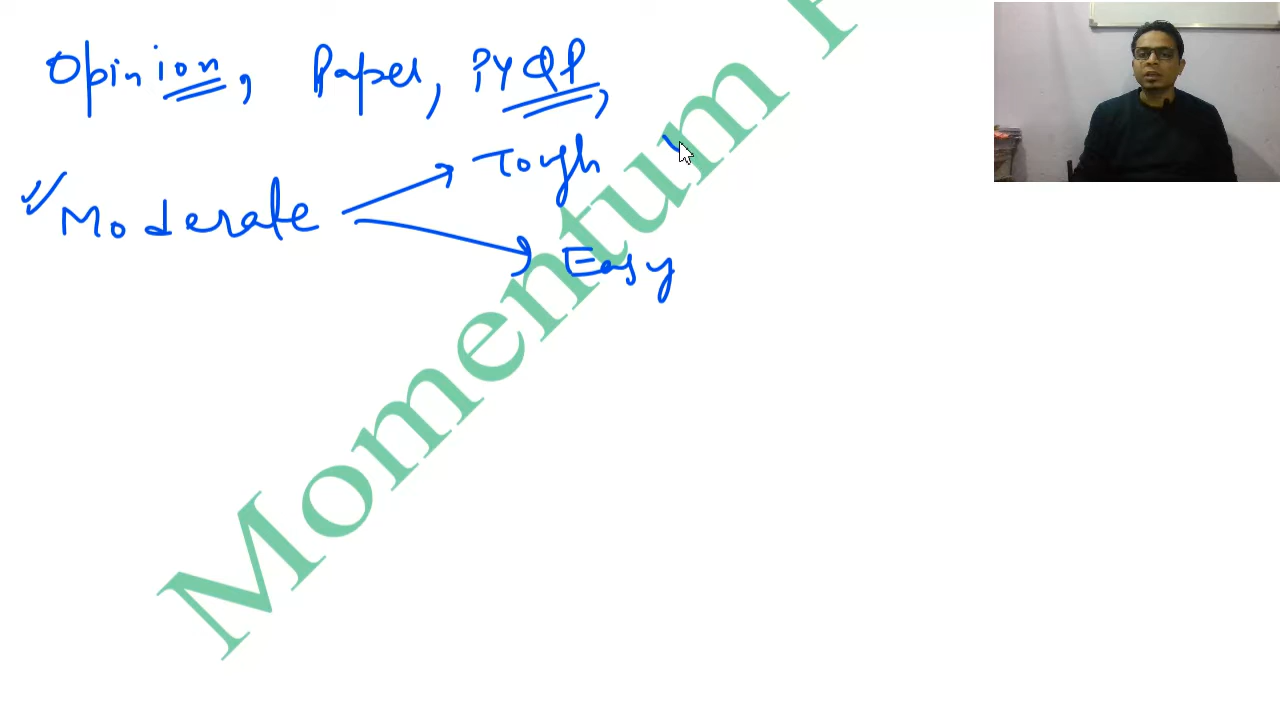 Opinion, Paper, PYQP,
Tough
Moderate
Easy
Momentum